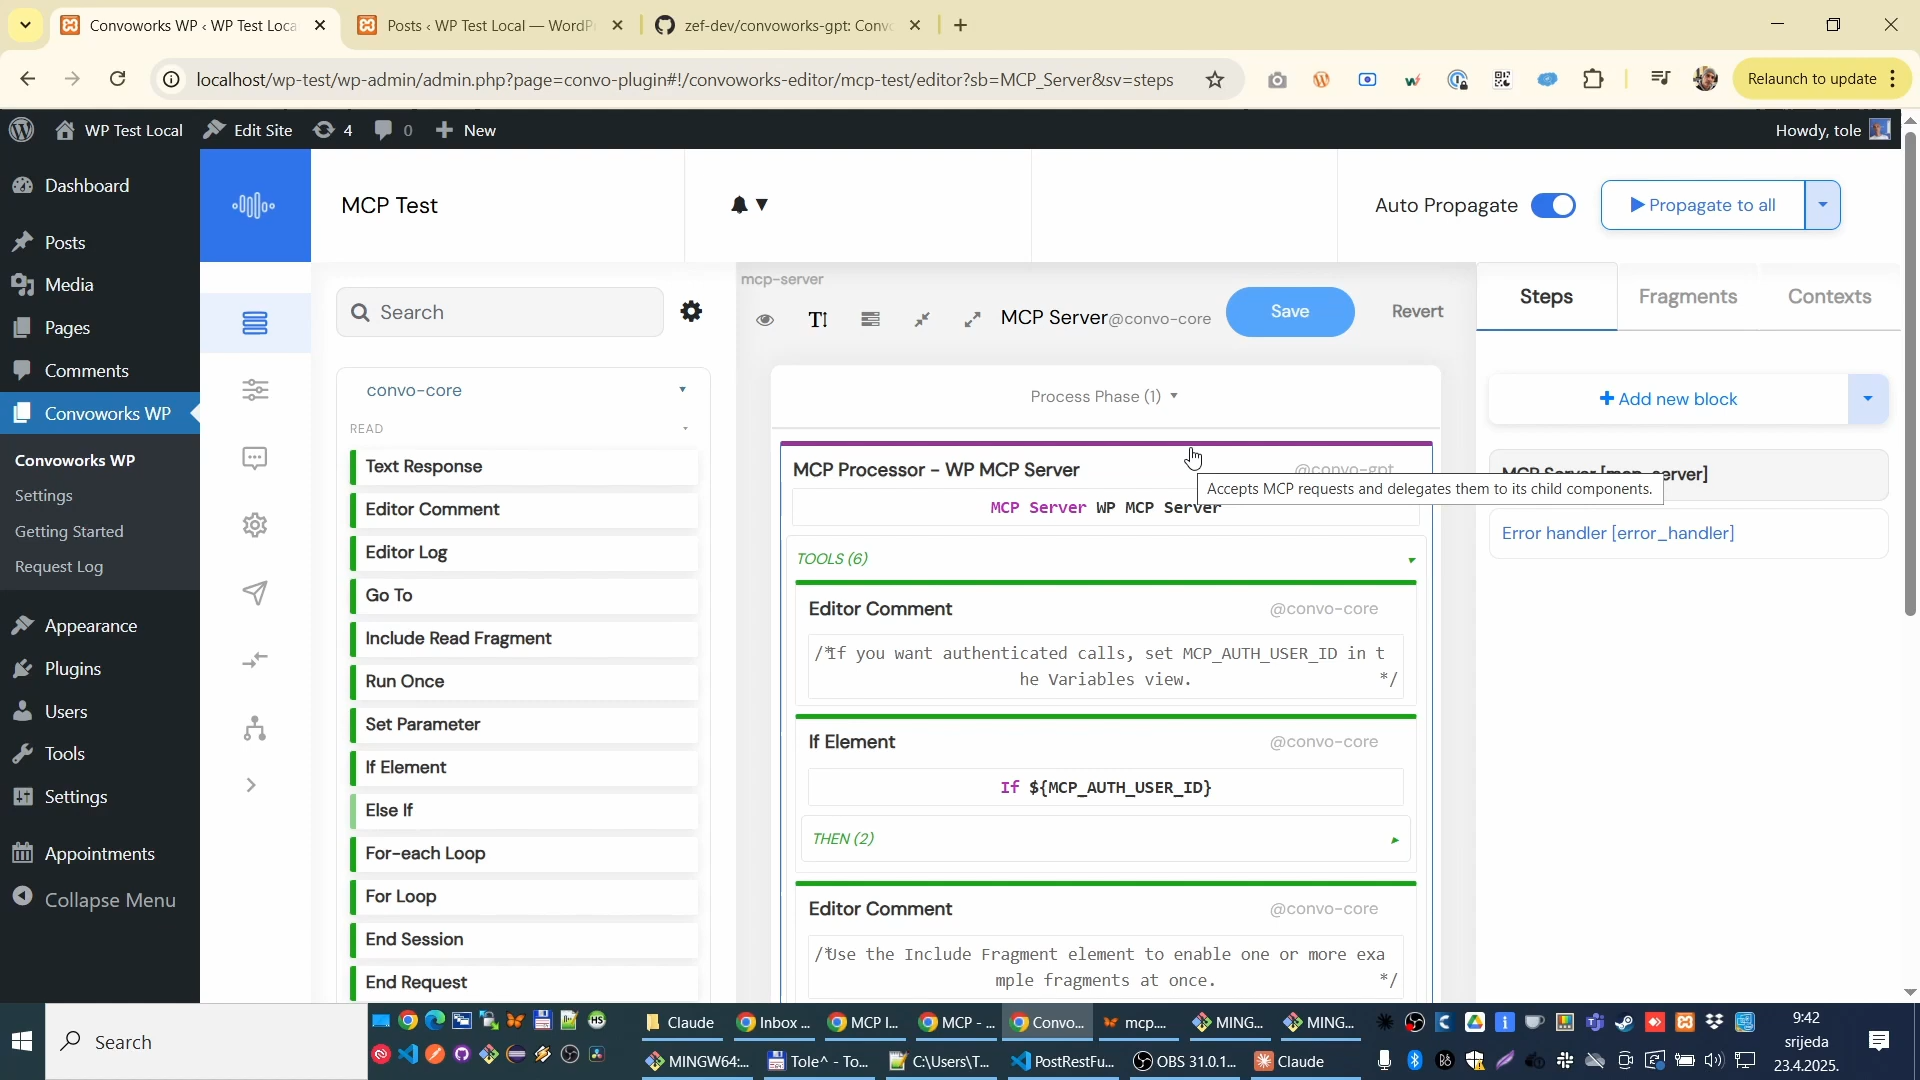 Convoworks WP ‹ WP Test Loca
Posts ‹ WP Test Local — WordP
zef-dev/convoworks-gpt: Convo
localhost/wp-test/wp-admin/admin.php?page=convo-plugin#!/convoworks-editor/mcp-test/editor?sb=MCP_Server&sv=steps
Relaunch to update
WP Test Local
Edit Site
4
0
New
Howdy, tole
Dashboard
Posts
Media
Pages
Comments
Convoworks WP
Convoworks WP
Settings
Getting Started
Request Log
Appearance
Plugins
Users
Tools
Settings
Appointments
Collapse Menu
MCP Test
Auto Propagate
Propagate to all
Search
convo-core
READ
Text Response
Editor Comment
Editor Log
Go To
Include Read Fragment
Run Once
Set Parameter
If Element
Else If
For-each Loop
For Loop
End Session
End Request
mcp-server
MCP Server@convo-core
Save
Revert
Process Phase (1)
MCP Processor - WP MCP Server
@convo-gpt
MCP Server WP MCP Server
Accepts MCP requests and delegates them to its child components.
TOOLS (6)
Editor Comment
@convo-core
/*If you want authenticated calls, set MCP_AUTH_USER_ID in t
he Variables view. */
If Element
@convo-core
If ${MCP_AUTH_USER_ID}
THEN (2)
Editor Comment
@convo-core
/*Use the Include Fragment element to enable one or more exa
mple fragments at once. */
Steps
Fragments
Contexts
Add new block
MCP Server [mcp_server]
Error handler [error_handler]
Search
Claude
Inbox ...
MCP I...
MCP - ...
Convo...
mcp....
MING...
MING...
MINGW64:...
Tole^ - To...
C:\Users\T...
PostRestFu...
OBS 31.0.1...
Claude
9:42
srijeda
23.4.2025.